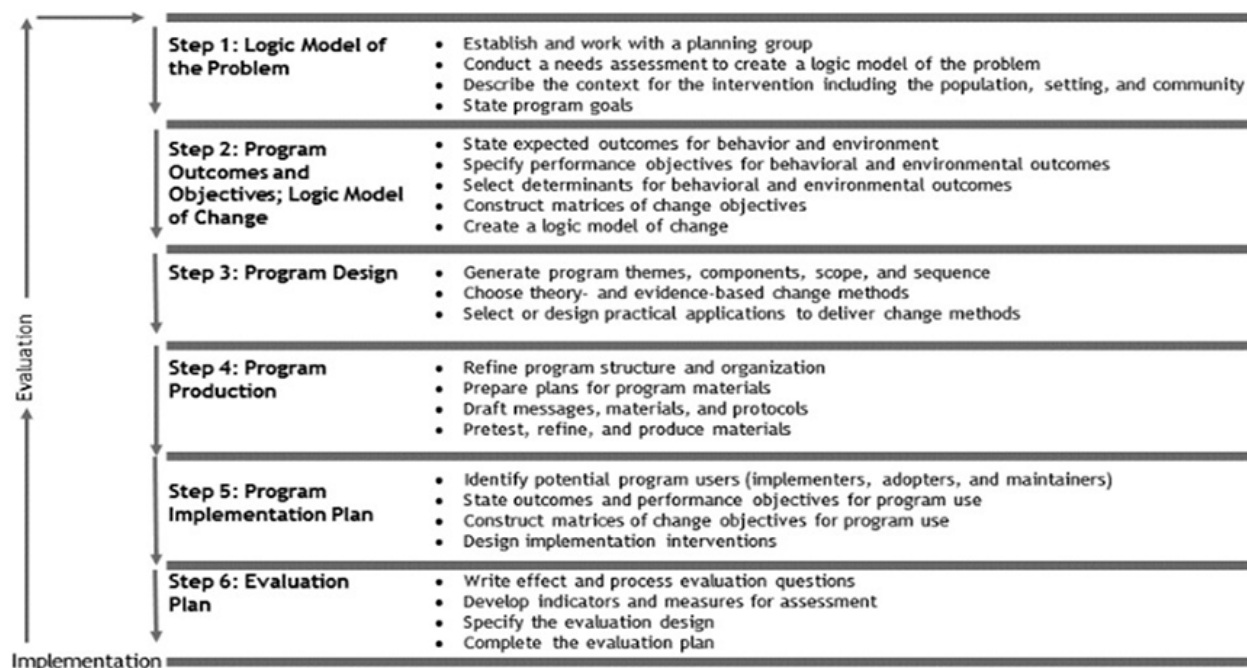 Step 1: Logic Model of
the Problem
• Establish and work with a planning group
• Conduct a needs assessment to create a logic model of the problem
• Describe the context for the intervention including the population, setting, and community
• State program goals
Step 2: Program
Outcomes and
Objectives; Logic Model
of Change
• State expected outcomes for behavior and environment
• Specify performance objectives for behavioral and environmental outcomes
• Select determinants for behavioral and environmental outcomes
• Construct matrices of change objectives
• Create a logic model of change
Step 3: Program Design
• Generate program themes, components, scope, and sequence
• Choose theory- and evidence-based change methods
• Select or design practical applications to deliver change methods
Step 4: Program
Production
• Refine program structure and organization
• Prepare plans for program materials
• Draft messages, materials, and protocols
• Pretest, refine, and produce materials
Step 5: Program
Implementation Plan
• Identify potential program users (implementers, adopters, and maintainers)
• State outcomes and performance objectives for program use
• Construct matrices of change objectives for program use
• Design implementation interventions
Step 6: Evaluation
Plan
• Write effect and process evaluation questions
• Develop indicators and measures for assessment
• Specify the evaluation design
• Complete the evaluation plan
Evaluation
Implementation